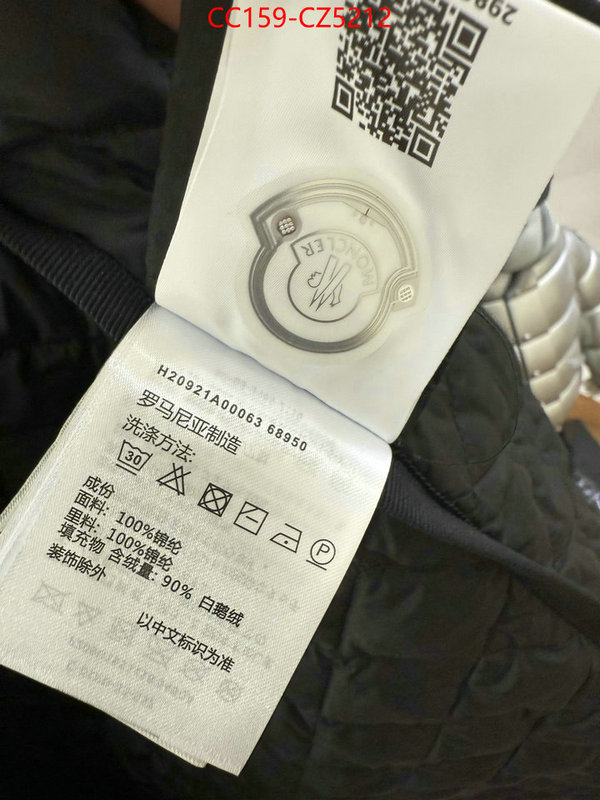 CC159-CZ5212
MONCLER
H20921A00063 68950
罗马尼亚制造
洗涤方法:
30
P
成份
面料: 100%锦纶
里料: 100%锦纶
填充物 含绒量: 90% 白鹅绒
装饰除外
以中文标识为准